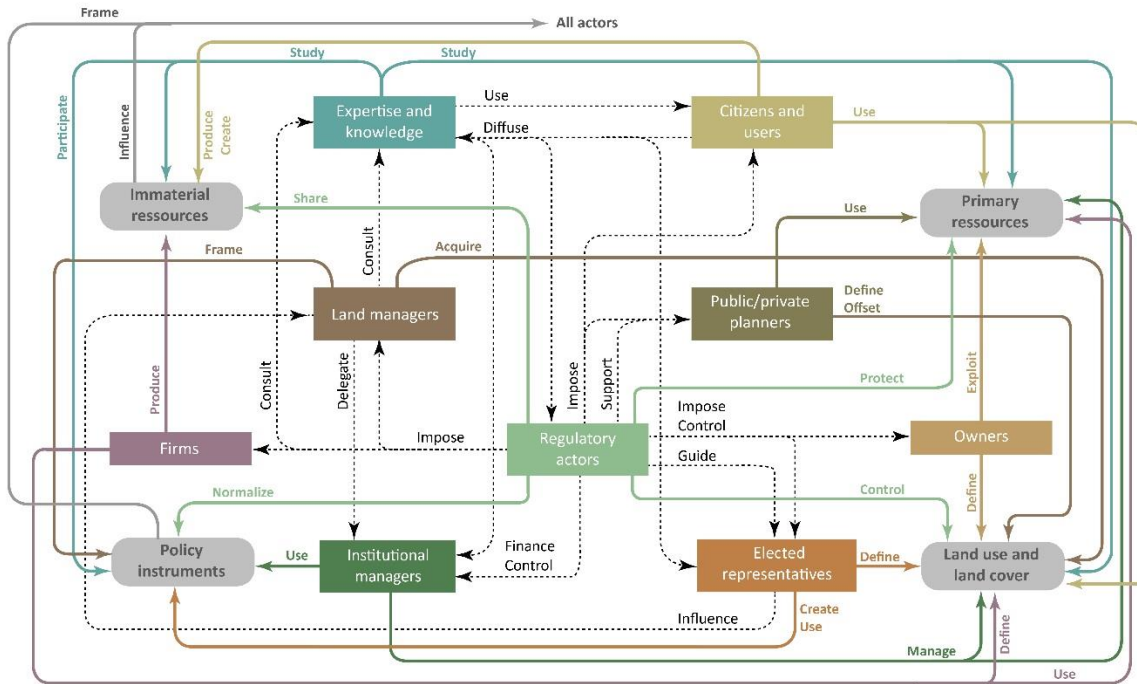 Frame
All actors
Study
Study
Participate
Influence
Produce
Create
Expertise and
knowledge
Use
Diffuse
Citizens and
users
Use
Immaterial
ressources
Share
Primary
ressources
Use
Frame
Consult
Acquire
Land managers
Public/private
planners
Define
Offset
Produce
Consult
Delegate
Impose
Support
Protect
Exploit
Firms
Impose
Regulatory
actors
Impose
Control
Guide
Owners
Normalize
Control
Define
Policy
instruments
Use
Institutional
managers
Finance
Control
Elected
representatives
Define
Land use and
land cover
Influence
Create
Use
Manage
Define
Use